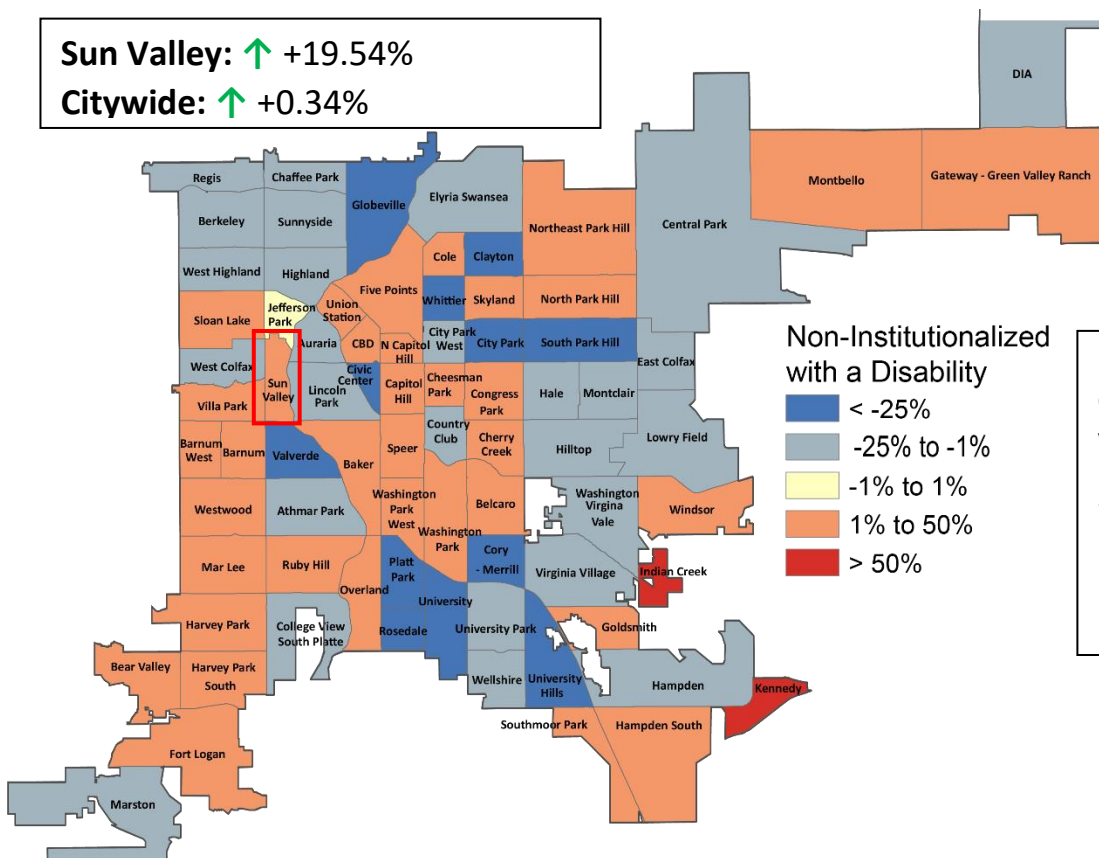 Sun Valley: ↑ +19.54%
Citywide: ↑ +0.34%
DIA
Regis
Chaffee Park
Globeville
Elyria Swansea
Montbello
Gateway - Green Valley Ranch
Berkeley
Sunnyside
Northeast Park Hill
Central Park
West Highland
Highland
Cole
Clayton
Five Points
Whittier
Skyland
North Park Hill
Sloan Lake
Jefferson
Park
Union
Station
Auraria
CBD
N Capitol
Hill
City Park
West
City Park
South Park Hill
East Colfax
West Colfax
Sun
Valley
Lincoln
Park
Civic
Center
Capitol
Hill
Cheesman
Park
Congress
Park
Hale
Montclair
Villa Park
Country
Club
Cherry
Creek
Hilltop
Lowry Field
Barnum
West
Barnum
Valverde
Baker
Speer
Westwood
Athmar Park
Washington
Park
West
Washington
Park
Belcaro
Washington
Virgina
Vale
Windsor
Mar Lee
Ruby Hill
Overland
Platt
Park
Cory
- Merrill
Virginia Village
Indian Creek
University
Harvey Park
College View
South Platte
Rosedale
University Park
Goldsmith
Bear Valley
Harvey Park
South
Wellshire
University
Hills
Hampden
Kennedy
Southmoor Park
Hampden South
Fort Logan
Marston
Non-Institutionalized
with a Disability
< -25%
-25% to -1%
-1% to 1%
1% to 50%
> 50%